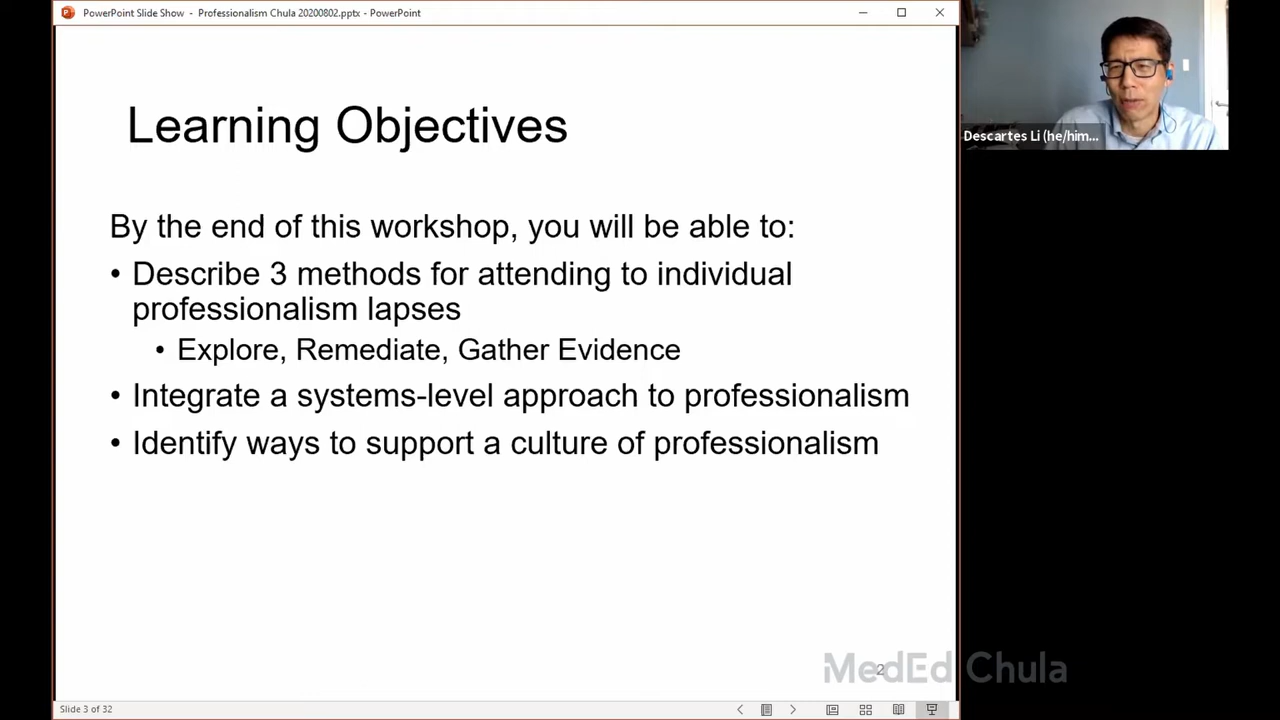 PowerPoint Slide Show - Professionalism Chula 20200802.pptx - PowerPoint
Learning Objectives
By the end of this workshop, you will be able to:
• Describe 3 methods for attending to individual
professionalism lapses
• Explore, Remediate, Gather Evidence
• Integrate a systems-level approach to professionalism
• Identify ways to support a culture of professionalism
Descartes Li (he/him...
2
MedEd Chula
Slide 3 of 32